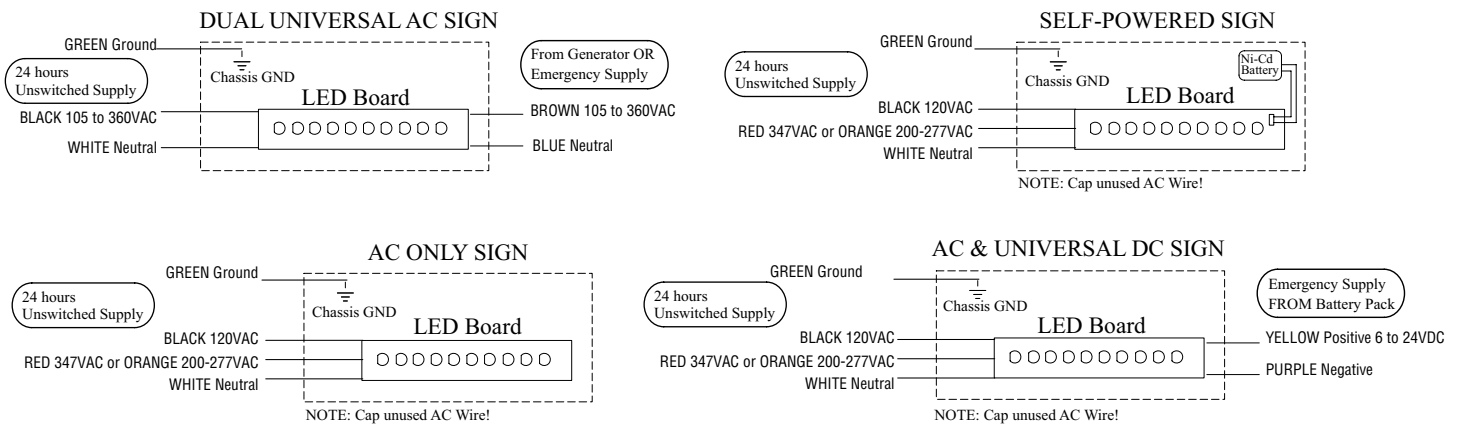 DUAL UNIVERSAL AC SIGN
GREEN Ground
24 hours
Unswitched Supply
Chassis GND
From Generator OR
Emergency Supply
LED Board
BLACK 105 to 360VAC
BROWN 105 to 360VAC
WHITE Neutral
BLUE Neutral
SELF-POWERED SIGN
GREEN Ground
24 hours
Unswitched Supply
Chassis GND
Ni-Cd
Battery
LED Board
BLACK 120VAC
RED 347VAC or ORANGE 200-277VAC
WHITE Neutral
NOTE: Cap unused AC Wire!
AC ONLY SIGN
GREEN Ground
24 hours
Unswitched Supply
Chassis GND
LED Board
BLACK 120VAC
RED 347VAC or ORANGE 200-277VAC
WHITE Neutral
NOTE: Cap unused AC Wire!
AC & UNIVERSAL DC SIGN
GREEN Ground
24 hours
Unswitched Supply
Chassis GND
Emergency Supply
FROM Battery Pack
LED Board
BLACK 120VAC
YELLOW Positive 6 to 24VDC
RED 347VAC or ORANGE 200-277VAC
PURPLE Negative
WHITE Neutral
NOTE: Cap unused AC Wire!